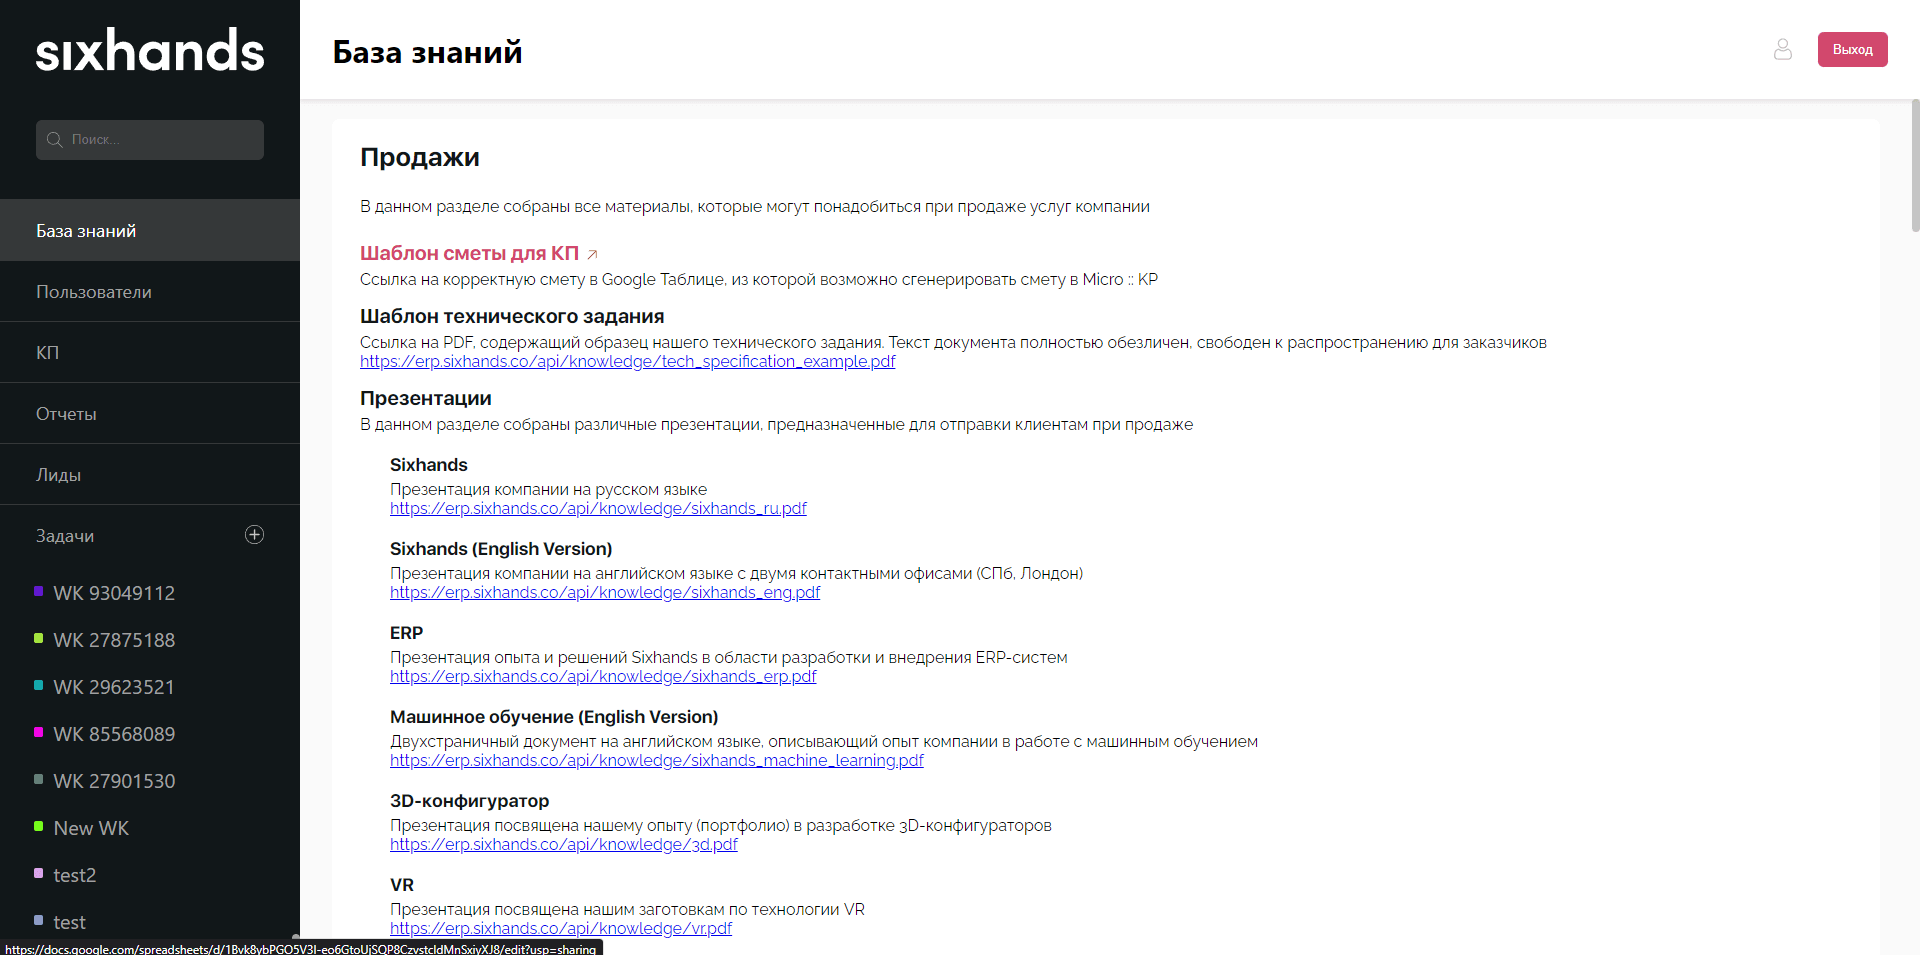 sixhands
Поиск...
База знаний
Пользователи
КП
Отчеты
Лиды
Задачи
WK 93049112
WK 27875188
WK 29623521
WK 85568089
WK 27901530
New WK
test2
test
База знаний
Выход
Продажи
В данном разделе собраны все материалы, которые могут понадобиться при продаже услуг компании
Шаблон сметы для КП
Ссылка на корректную смету в Google Таблице, из которой возможно сгенерировать смету в Micro :: KP
Шаблон технического задания
Ссылка на PDF, содержащий образец нашего технического задания. Текст документа полностью обезличен, свободен к распространению для заказчиков
https://erp.sixhands.co/api/knowledge/tech_specification_example.pdf
Презентации
В данном разделе собраны различные презентации, предназначенные для отправки клиентам при продаже
Sixhands
Презентация компании на русском языке
https://erp.sixhands.co/api/knowledge/sixhands_ru.pdf
Sixhands (English Version)
Презентация компании на английском языке с двумя контактными офисами (СПб, Лондон)
https://erp.sixhands.co/api/knowledge/sixhands_eng.pdf
ERP
Презентация опыта и решений Sixhands в области разработки и внедрения ERP-систем
https://erp.sixhands.co/api/knowledge/sixhands_erp.pdf
Машинное обучение (English Version)
Двухстраничный документ на английском языке, описывающий опыт компании в работе с машинным обучением
https://erp.sixhands.co/api/knowledge/sixhands_machine_learning.pdf
3D-конфигуратор
Презентация посвящена нашему опыту (портфолио) в разработке 3D-конфигураторов
https://erp.sixhands.co/api/knowledge/3d.pdf
VR
Презентация посвящена нашим заготовкам по технологии VR
https://erp.sixhands.co/api/knowledge/vr.pdf